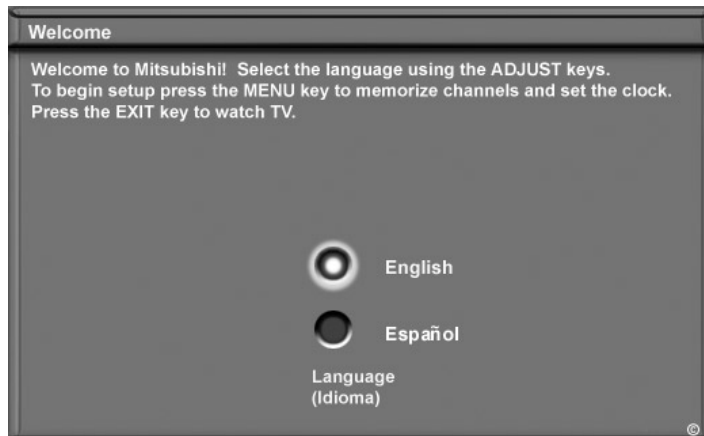 Welcome
Welcome to Mitsubishi! Select the language using the ADJUST keys.
To begin setup press the MENU key to memorize channels and set the clock.
Press the EXIT key to watch TV.
English
Español
Language
(Idioma)
©